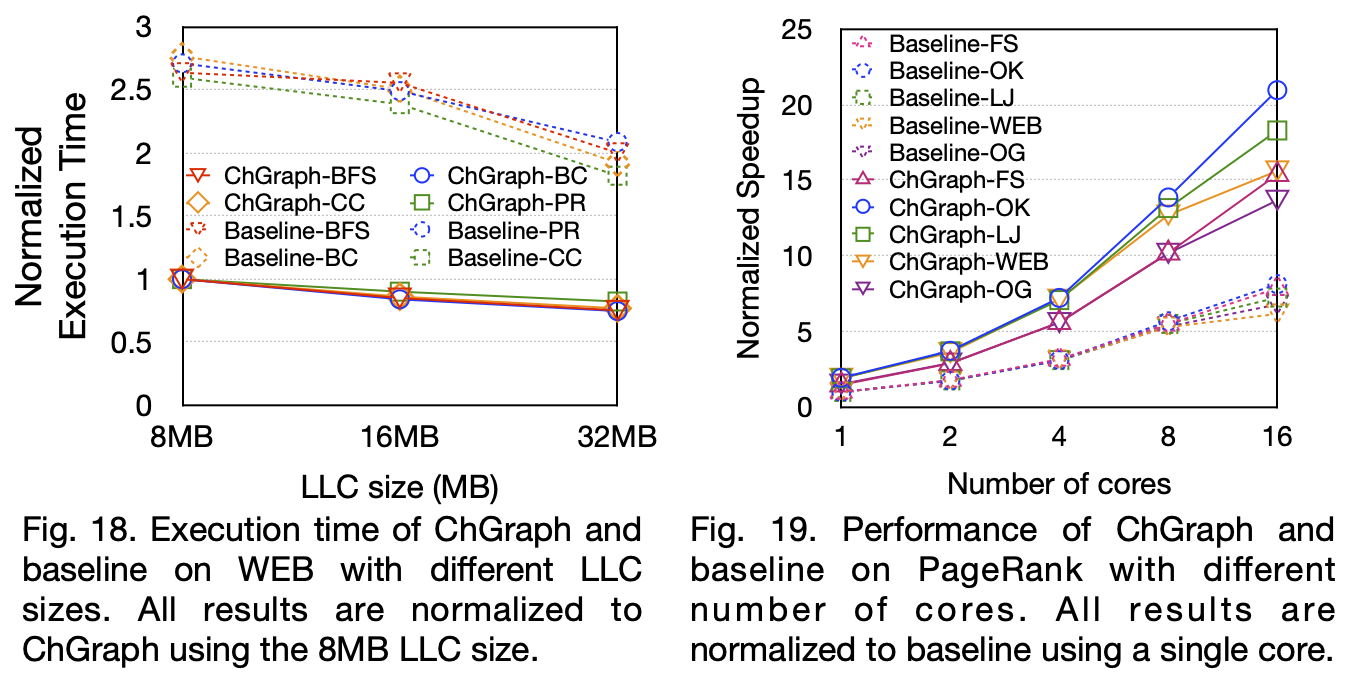 3
2.5
2
1.5
1
0.5
0
Normalized
Execution Time
ChGraph-BFS
ChGraph-BC
ChGraph-CC
ChGraph-PR
Baseline-BFS
Baseline-PR
Baseline-BC
Baseline-CC
8MB
16MB
32MB
LLC size (MB)
Fig. 18. Execution time of ChGraph and
baseline on WEB with different LLC
sizes. All results are normalized to
ChGraph using the 8MB LLC size.
25
20
15
10
5
0
Normalized Speedup
Baseline-FS
Baseline-OK
Baseline-LJ
Baseline-WEB
Baseline-OG
ChGraph-FS
ChGraph-OK
ChGraph-LJ
ChGraph-WEB
ChGraph-OG
1
2
4
8
16
Number of cores
Fig. 19. Performance of ChGraph and
baseline on PageRank with different
number of cores. All results are
normalized to baseline using a single core.